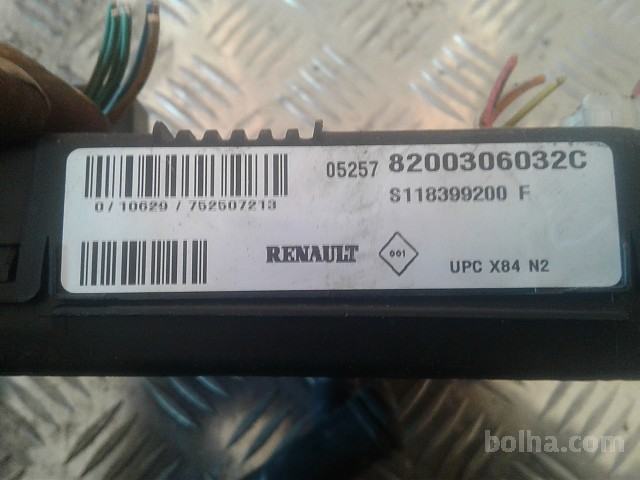 05257 8200306032C
S118399200 F
0/10629/752507213
RENAULT
001
UPC X84 N2
bolha.com